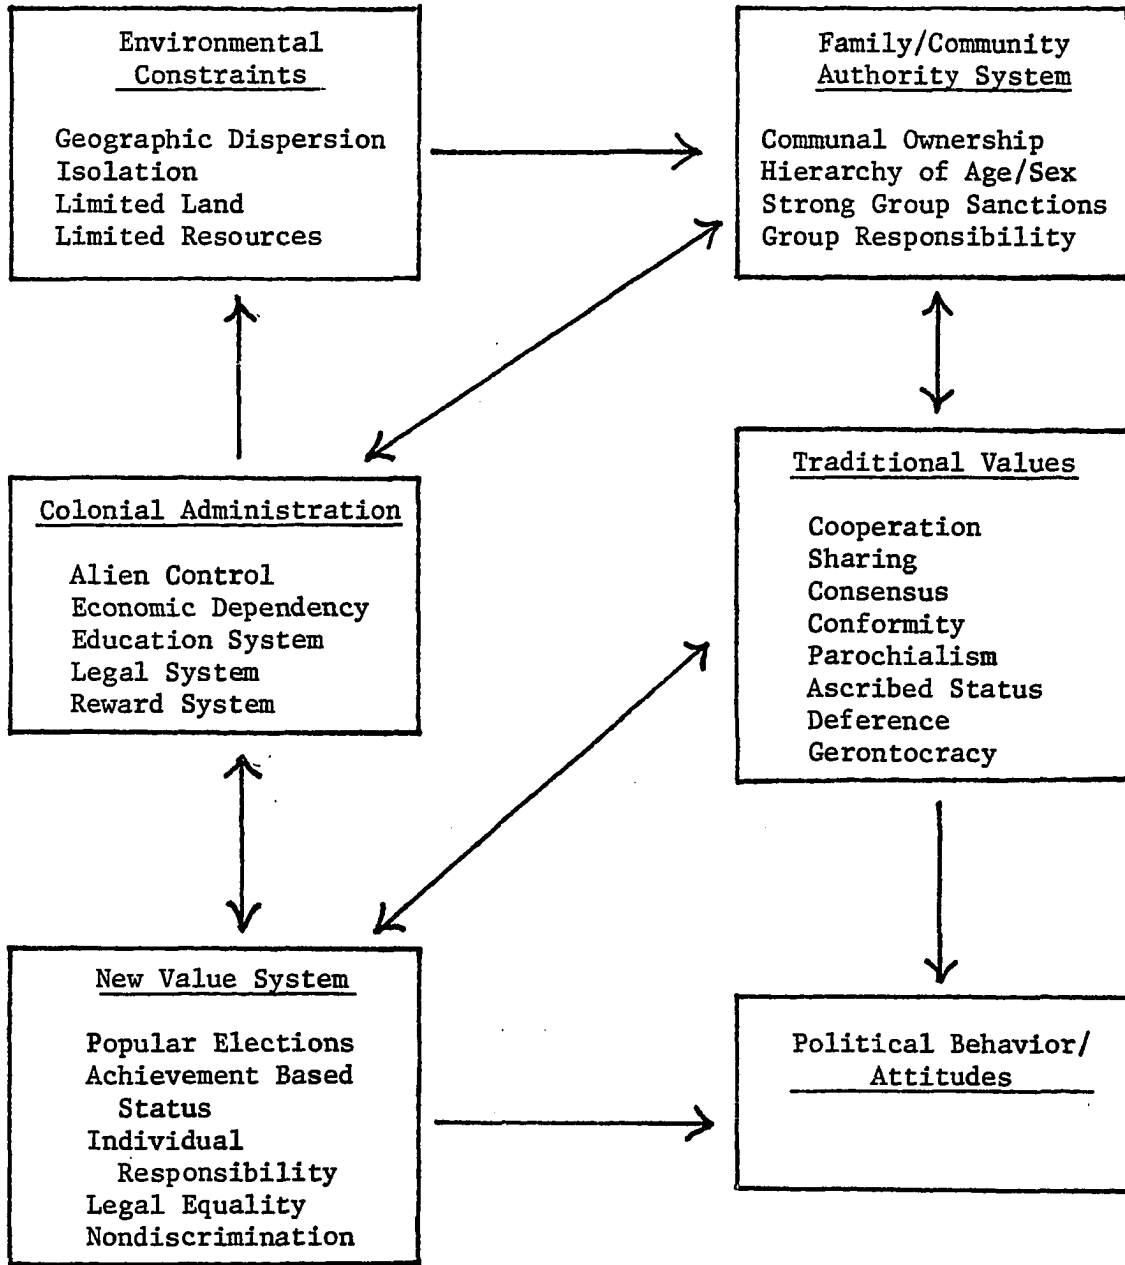 Environmental
Constraints
Geographic Dispersion
Isolation
Limited Land
Limited Resources
Family/Community
Authority System
Communal Ownership
Hierarchy of Age/Sex
Strong Group Sanctions
Group Responsibility
Colonial Administration
Alien Control
Economic Dependency
Education System
Legal System
Reward System
Traditional Values
Cooperation
Sharing
Consensus
Conformity
Parochialism
Ascribed Status
Deference
Gerontocracy
New Value System
Popular Elections
Achievement Based
Status
Individual
Responsibility
Legal Equality
Nondiscrimination
Political Behavior/
Attitudes